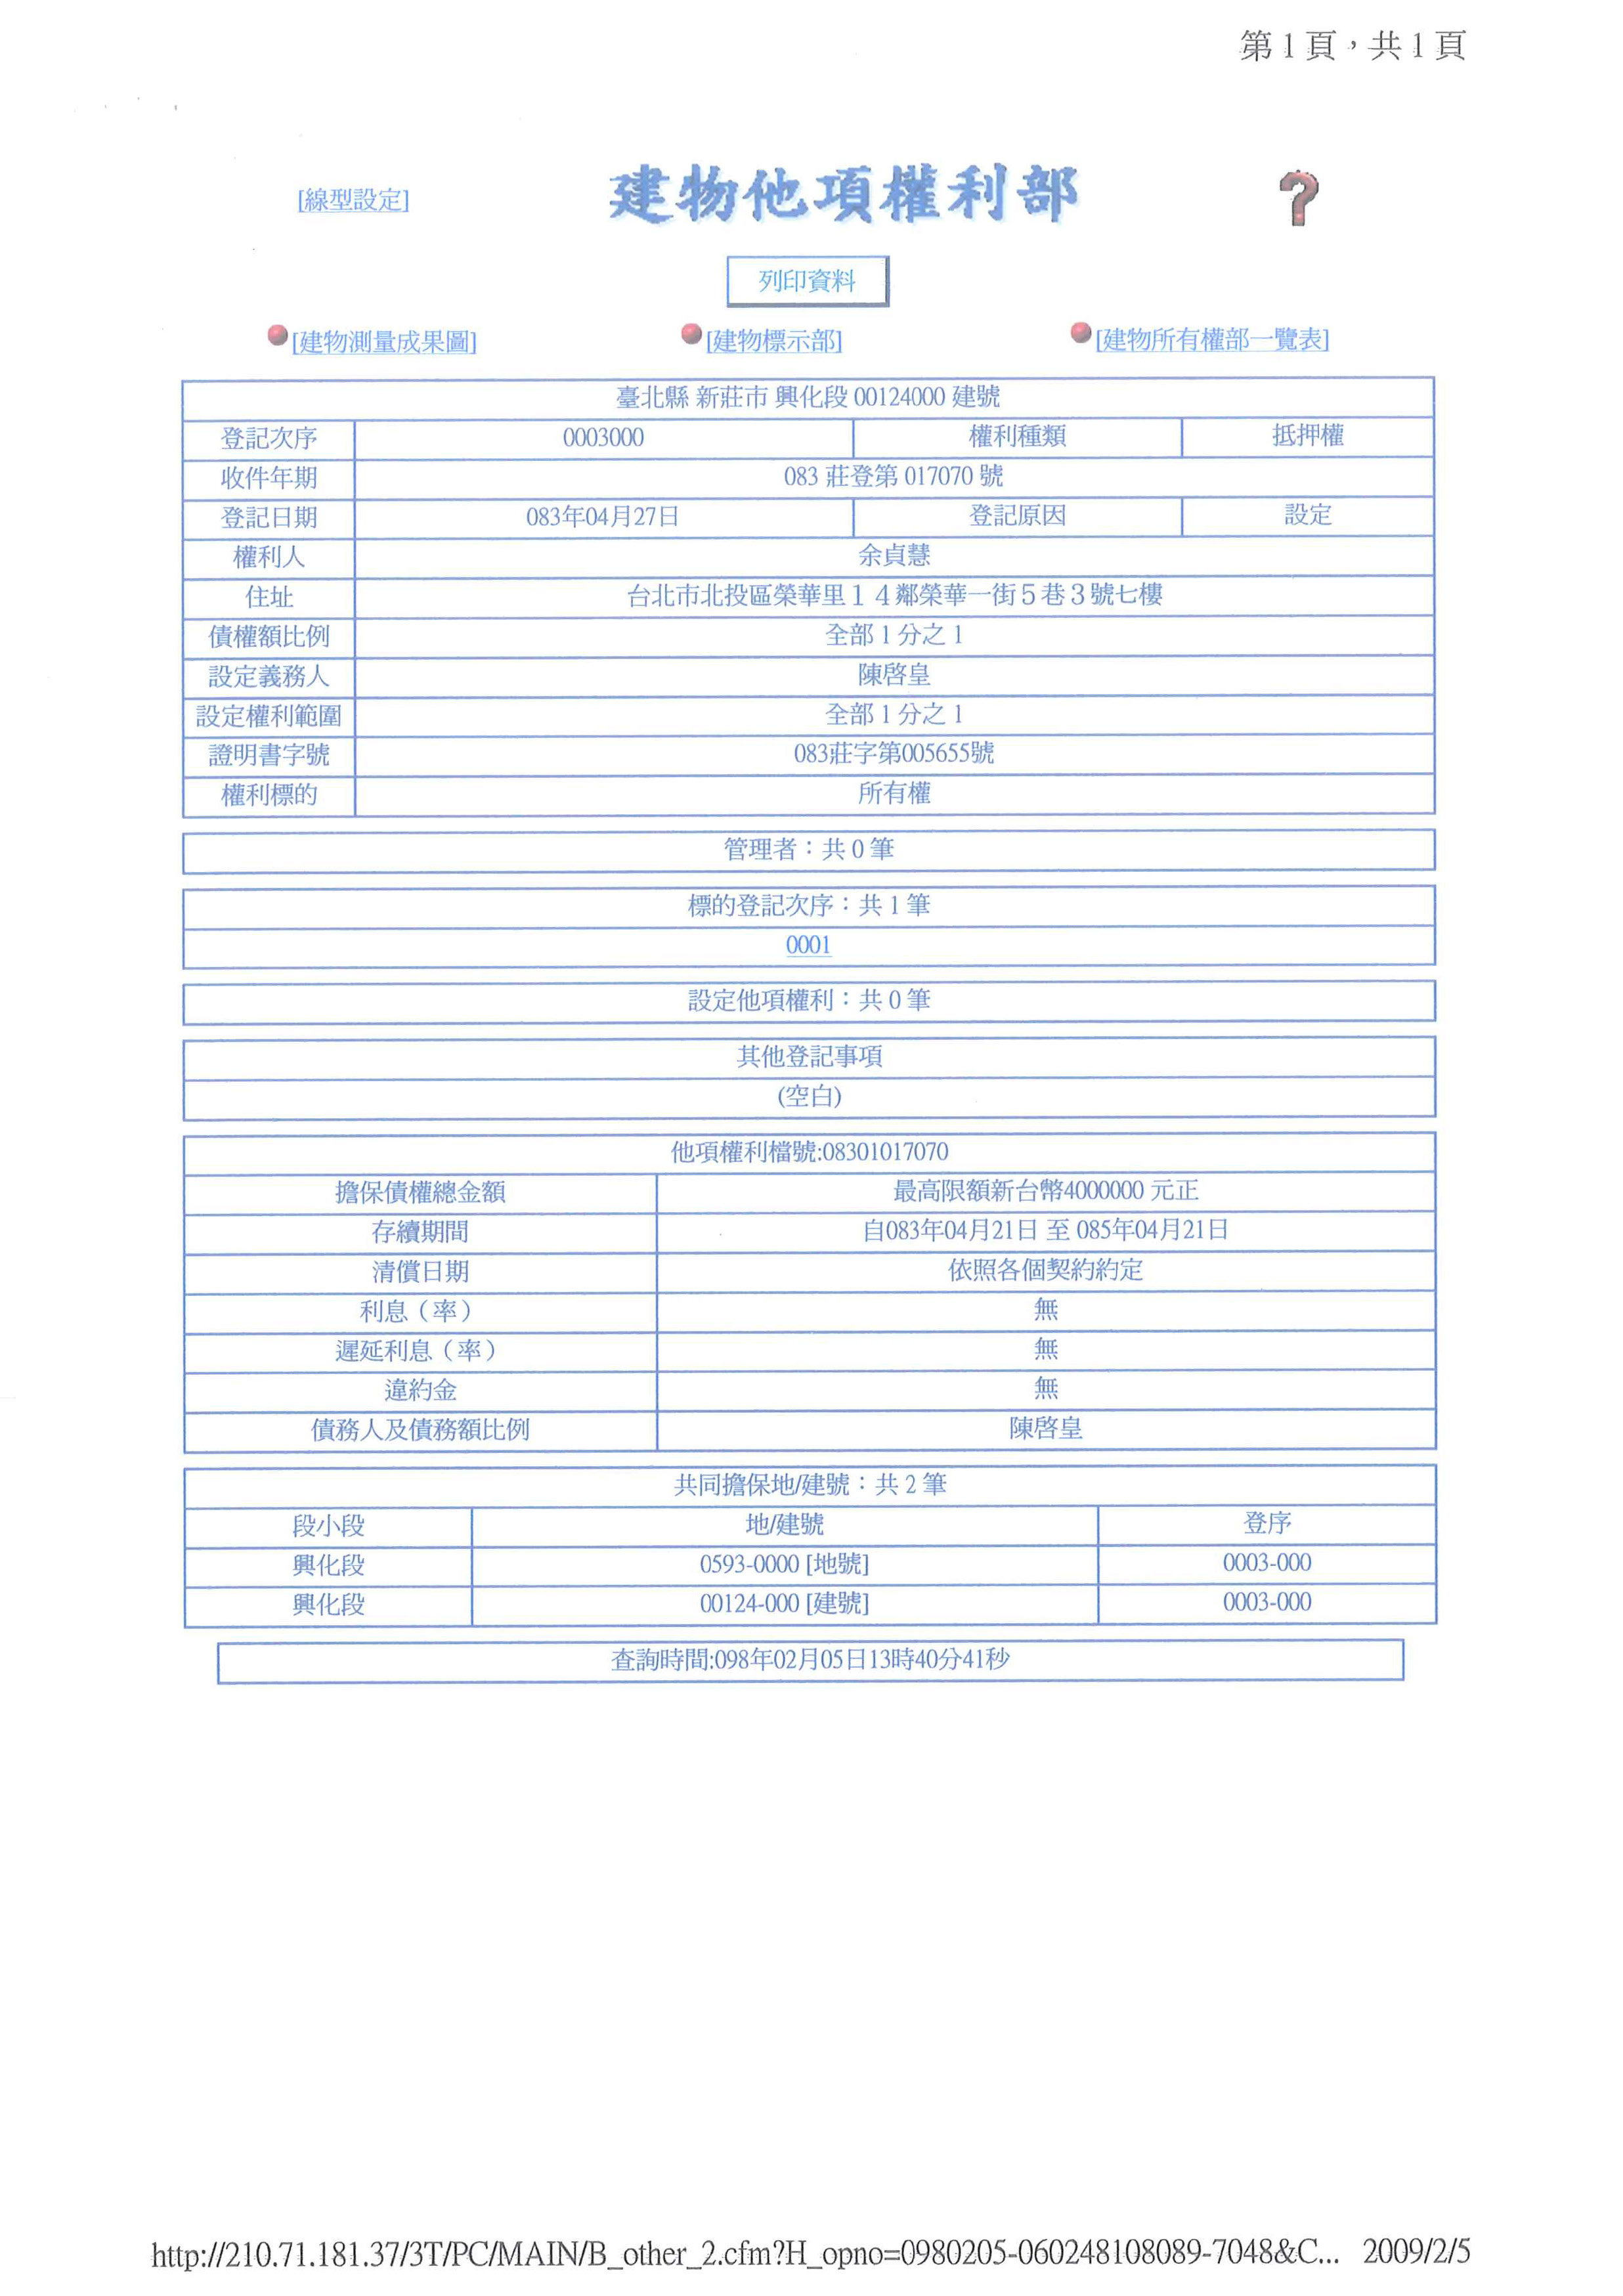 第1頁，共1頁
[線型設定]
建物他項權利部
?
列印資料
[建物測量成果圖]
[建物標示部]
[建物所有權部一覽表]
臺北縣 新莊市 興化段 00124000 建號
登記次序 0003000 權利種類 抵押權
收件年期 083 莊登第 017070 號
登記日期 083年04月27日 登記原因 設定
權利人 余貞慧
住址 台北市北投區榮華里１４鄰榮華一街５巷３號七樓
債權額比例 全部 1 分之 1
設定義務人 陳啓皇
設定權利範圍 全部 1 分之 1
證明書字號 083莊字第005655號
權利標的 所有權
管理者：共 0 筆
標的登記次序：共 1 筆
0001
設定他項權利：共 0 筆
其他登記事項
(空白)
他項權利檔號:08301017070
擔保債權總金額 最高限額新台幣4000000 元正
存續期間 自083年04月21日 至 085年04月21日
清償日期 依照各個契約約定
利息（率） 無
遲延利息（率） 無
違約金 無
債務人及債務額比例 陳啓皇
共同擔保地/建號：共 2 筆
段小段 地/建號 登序
興化段 0593-0000 [地號] 0003-000
興化段 00124-000 [建號] 0003-000
查詢時間:098年02月05日13時40分41秒
http://210.71.181.37/3T/PC/MAIN/B_other_2.cfm?H_opno=0980205-060248108089-7048&C... 2009/2/5